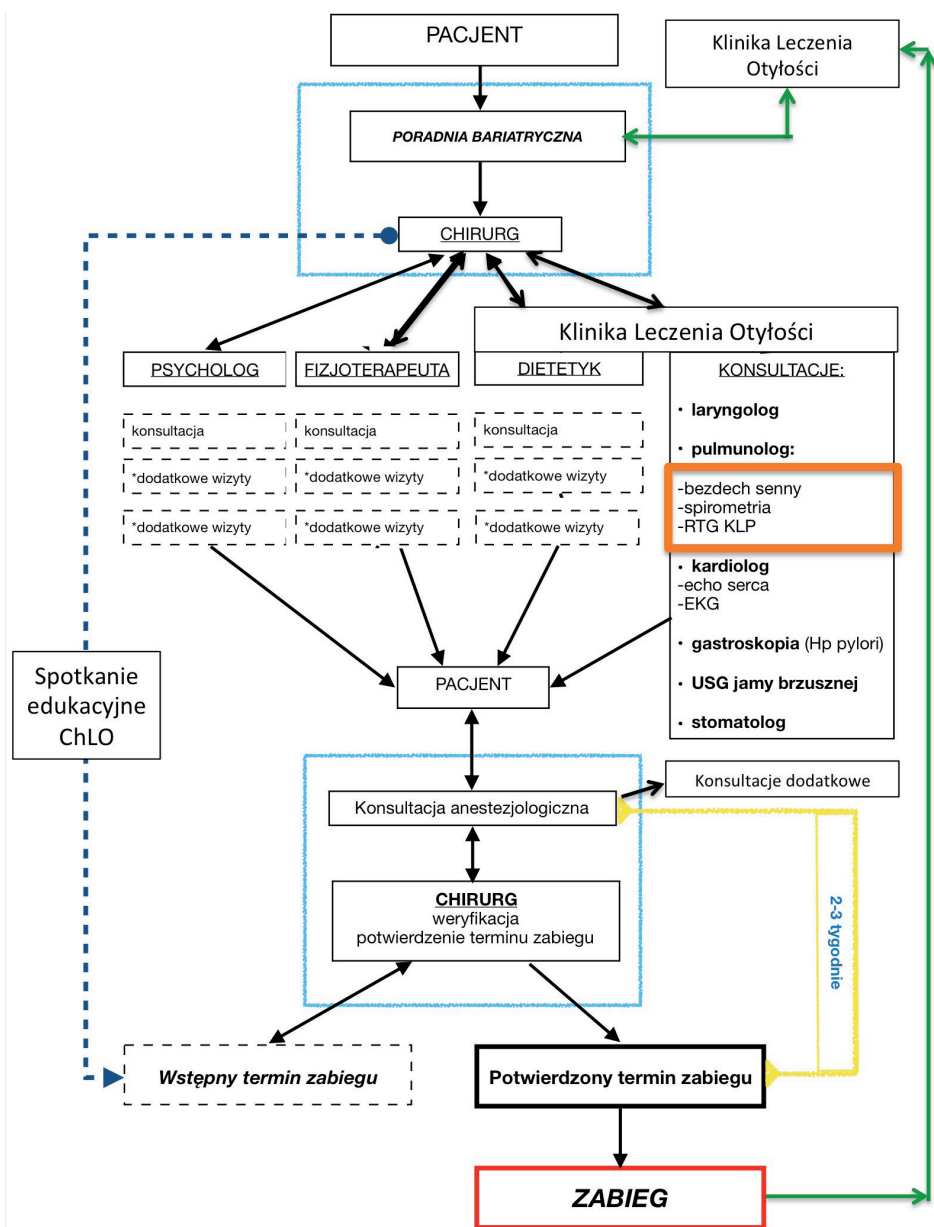 PACJENT
Klinika Leczenia
Otyłości
PORADNIA BARIATRYCZNA
CHIRURG
Klinika Leczenia Otyłości
PSYCHOLOG
FIZJOTERAPEUTA
DIETETYK
KONSULTACJE:
konsultacja
*dodatkowe wizyty
*dodatkowe wizyty
konsultacja
*dodatkowe wizyty
*dodatkowe wizyty
konsultacja
*dodatkowe wizyty
*dodatkowe wizyty
• laryngolog
• pulmunolog:
-bezdech senny
-spirometria
-RTG KLP
• kardiolog
-echo serca
-EKG
• gastroskopia (Hp pylori)
• USG jamy brzusznej
• stomatolog
Spotkanie
edukacyjne
ChLO
PACJENT
Konsultacja anestezjologiczna
Konsultacje dodatkowe
CHIRURG
weryfikacja
potwierdzenie terminu zabiegu
2-3 tygodnie
Wstępny termin zabiegu
Potwierdzony termin zabiegu
ZABIEG